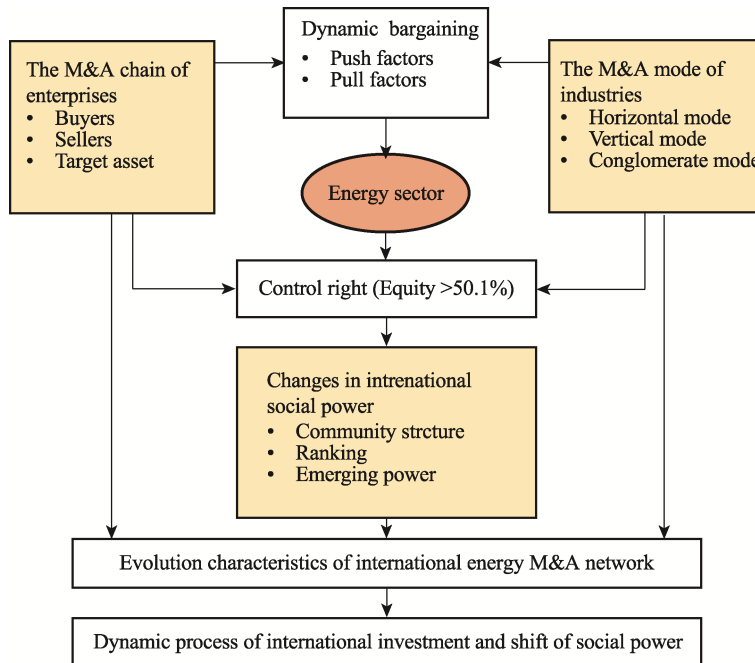 Dynamic bargaining
• Push factors
• Pull factors
The M&A chain of
enterprises
• Buyers
• Sellers
• Target asset
The M&A mode of
industries
• Horizontal mode
• Vertical mode
• Conglomerate mode
Energy sector
Control right (Equity >50.1%)
Changes in intrenational
social power
• Community strcture
• Ranking
• Emerging power
Evolution characteristics of international energy M&A network
Dynamic process of international investment and shift of social power